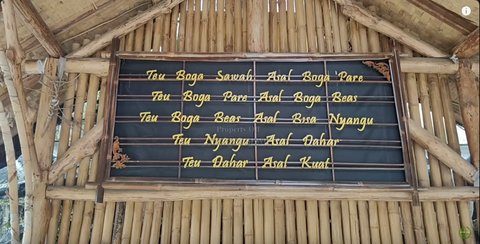 Teu Boga Sawah Asal Boga Pare
Teu Boga Pare Asal Boga Beas
Teu Boga Beas Asal Bisa Nyangu
Teu Nyangu Asal Dahar
Teu Dahar Asal Kuat